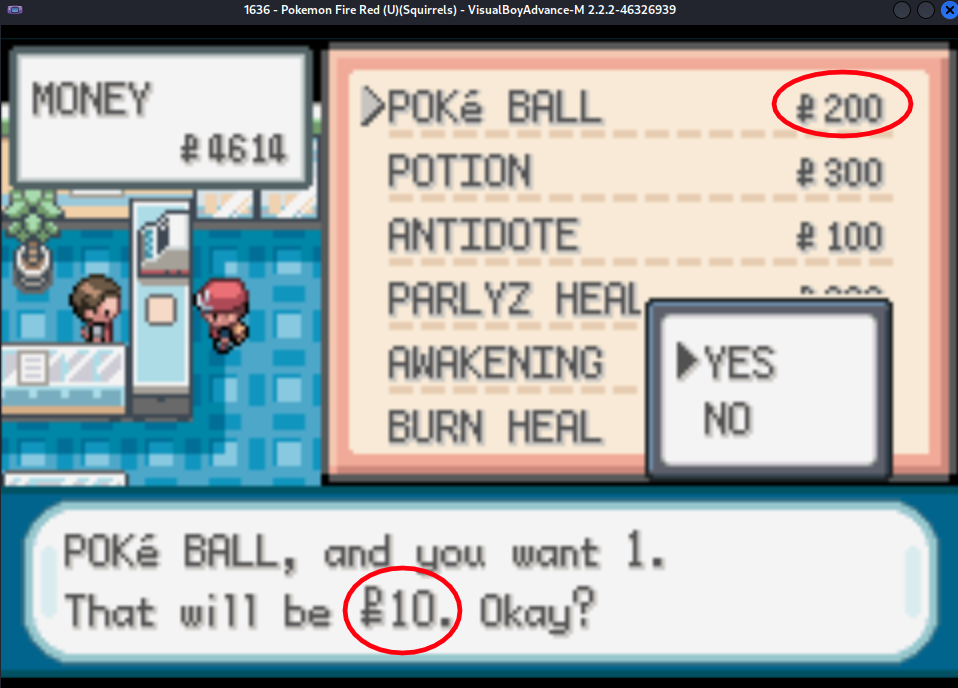 1636 - Pokemon Fire Red (U)(Squirrels) - VisualBoyAdvance-M 2.2.2-46326939
MONEY
₽4614
POKé BALL ₽200
POTION ₽300
ANTIDOTE ₽100
PARLYZ HEAL
AWAKENING
BURN HEAL
YES
NO
POKé BALL, and you want 1.
That will be ₽10. Okay?